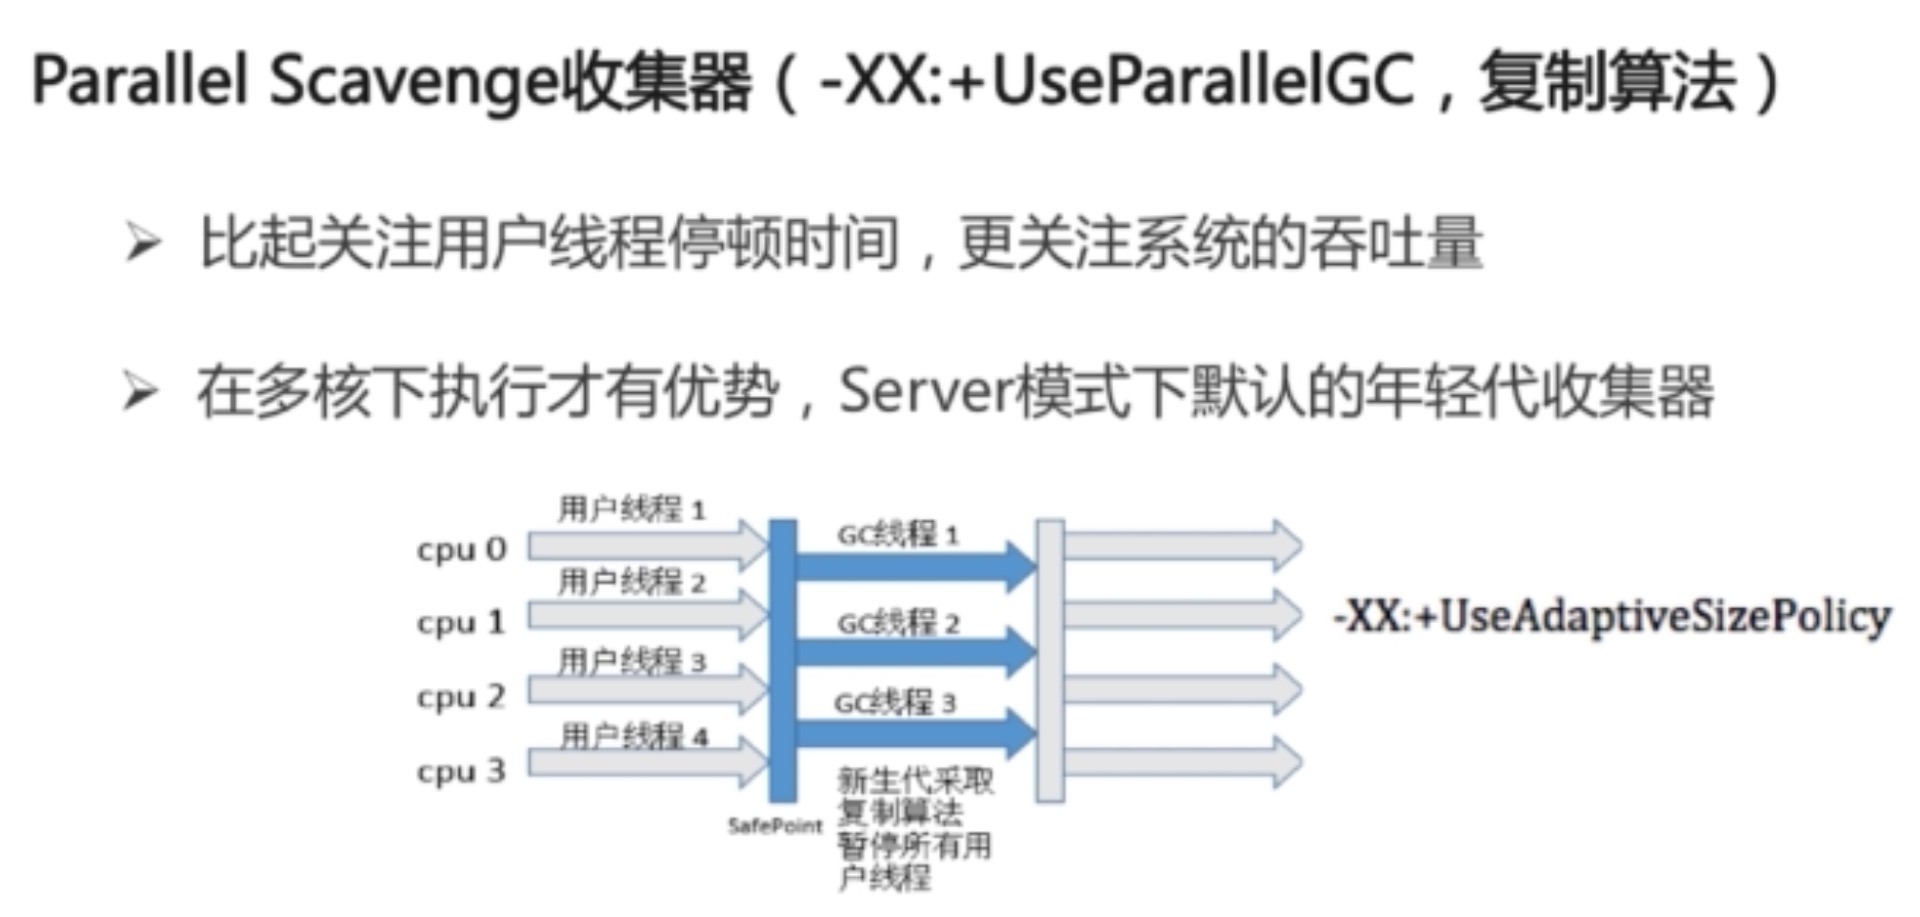 Parallel Scavenge收集器（-XX:+UseParallelGC，复制算法）
比起关注用户线程停顿时间，更关注系统的吞吐量
在多核下执行才有优势，Server模式下默认的年轻代收集器
用户线程 1
cpu 0
用户线程 2
cpu 1
用户线程 3
cpu 2
用户线程 4
cpu 3
SafePoint
GC线程 1
GC线程 2
GC线程 3
新生代采取
复制算法
暂停所有用
户线程
-XX:+UseAdaptiveSizePolicy